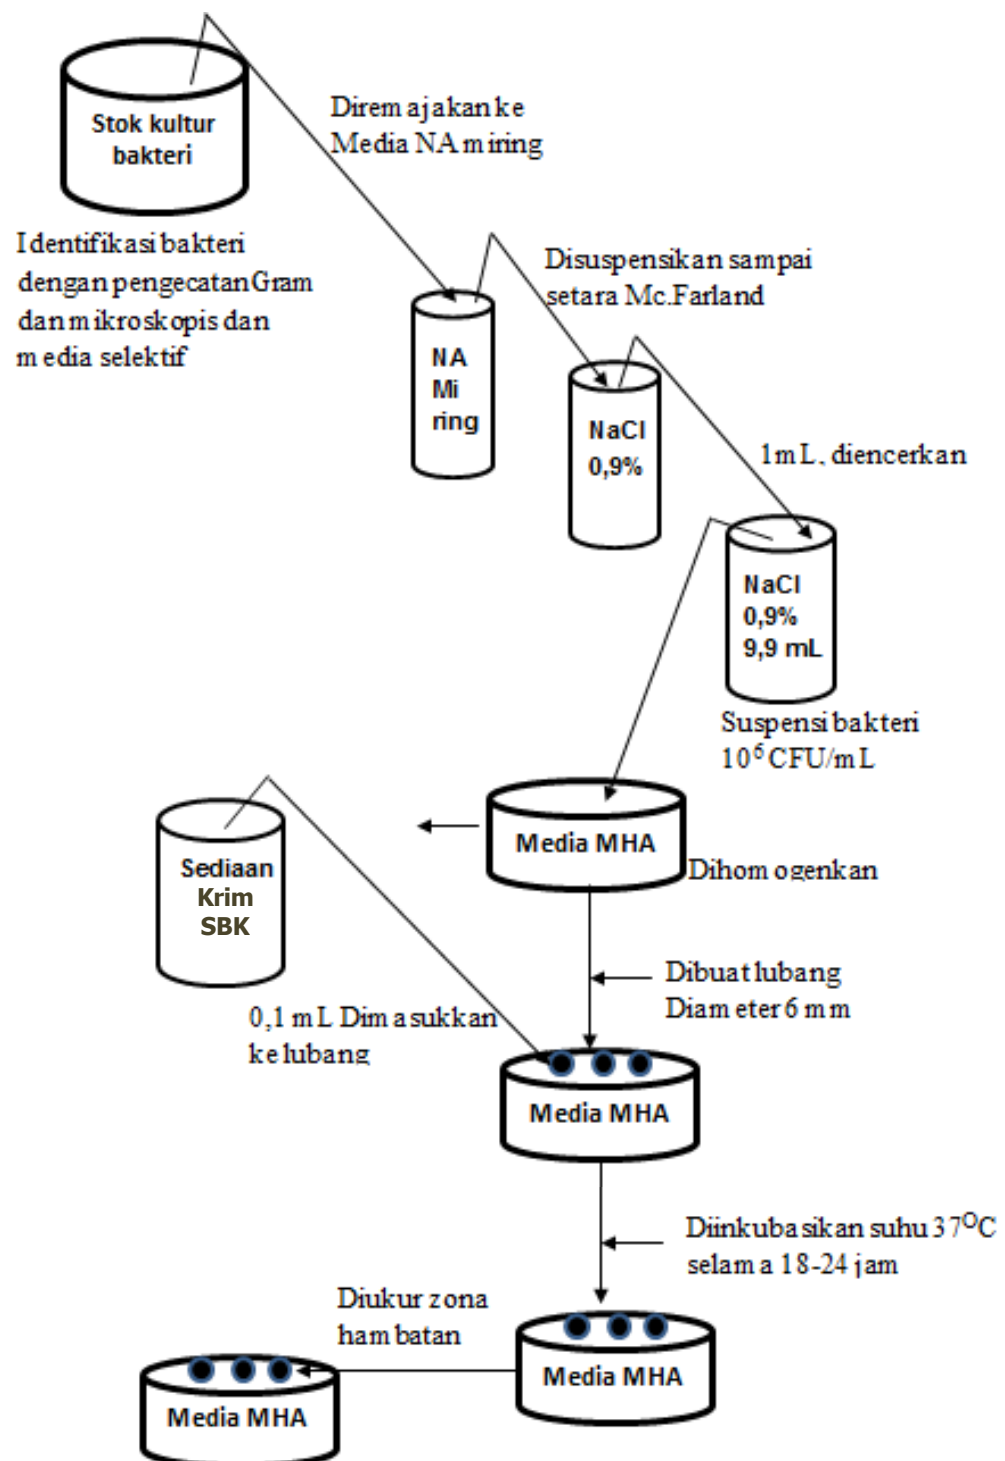 Stok kultur
bakteri
Diremajakan ke
Media NA miring
Identifikasi bakteri
dengan pengecatan Gram
dan mikroskopis dan
media selektif
Disuspensikan sampai
setara Mc.Farland
NA
Mi
ring
NaCl
0,9%
1mL, diencerkan
NaCl
0,9%
9,9 mL
Suspensi bakteri
10⁶ CFU/mL
Media MHA
Dihomogenkan
Sediaan
Krim
SBK
Dibuat lubang
Diameter 6 mm
0,1 mL Dimasukkan
ke lubang
Media MHA
Diinkubasikan suhu 37ᴼC
selama 18-24 jam
Diukur zona
hambatan
Media MHA
Media MHA